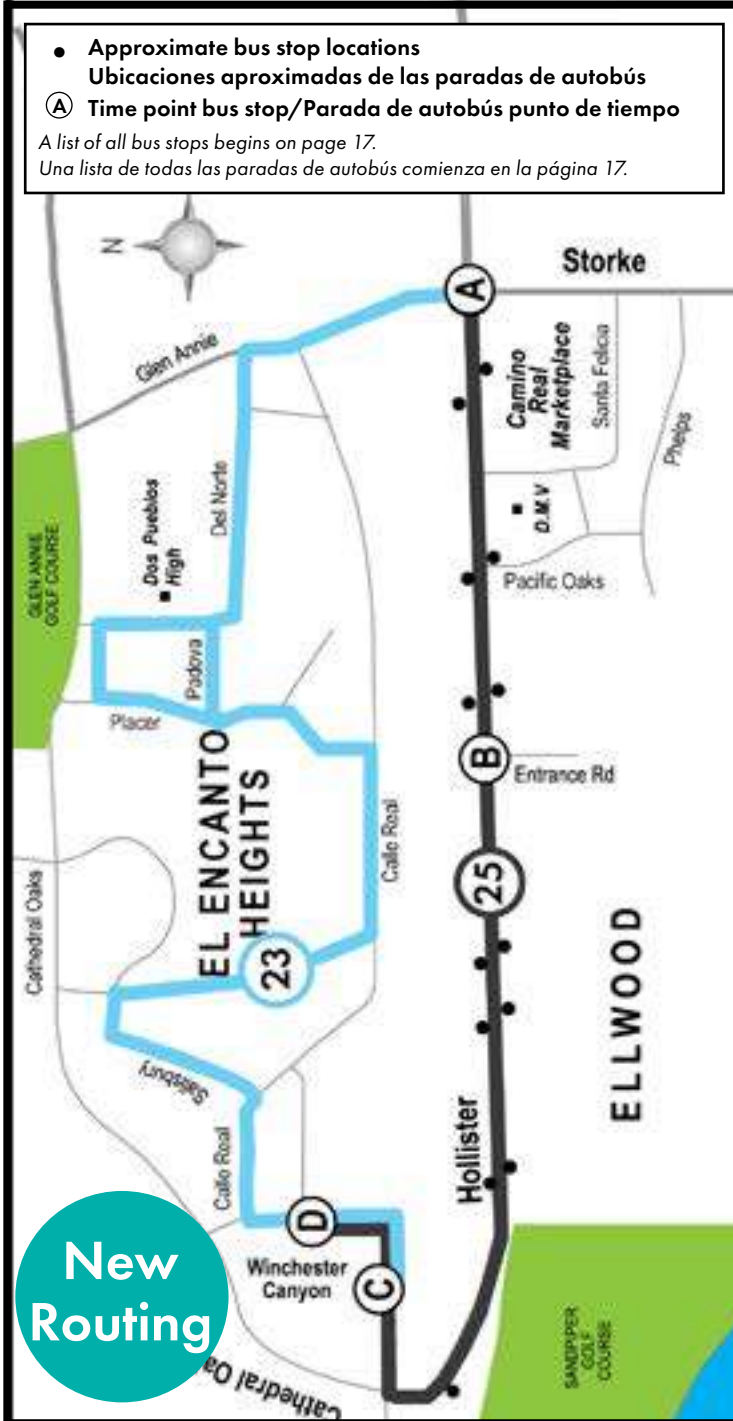 • Approximate bus stop locations
Ubicaciones aproximadas de las paradas de autobús
Ⓐ Time point bus stop/Parada de autobús punto de tiempo
A list of all bus stops begins on page 17.
Una lista de todas las paradas de autobús comienza en la página 17.
N
Storke
A
Glen Annie
Camino
Real
Marketplace
Santa Felicia
Phelps
GLEN ANNIE
GOLF COURSE
Dos Pueblos
High
Del Norte
D.M.V
Pacific Oaks
Padova
Placer
B
Entrance Rd
EL ENCANTO
HEIGHTS
Calle Real
25
Cathedral Oaks
23
ELLWOOD
Salisbury
Hollister
Calle Real
D
Winchester
Canyon
C
New
Routing
Cathedral Oa
SANDPIPER
GOLF
COURSE